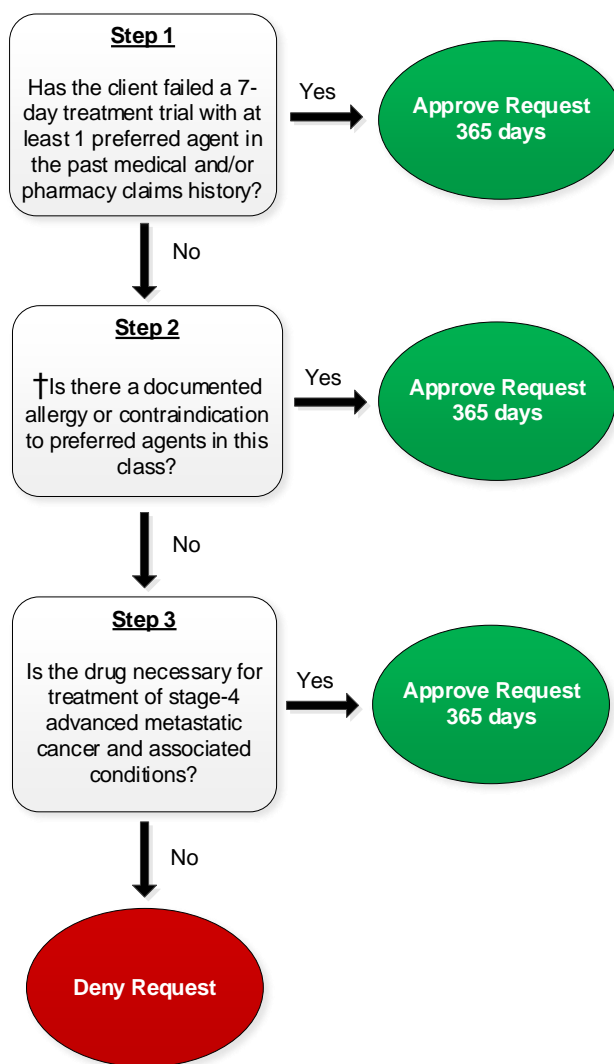 Step 1
Has the client failed a 7-
day treatment trial with at
least 1 preferred agent in
the past medical and/or
pharmacy claims history?
Yes
Approve Request
365 days
No
Step 2
†Is there a documented
allergy or contraindication
to preferred agents in this
class?
Yes
Approve Request
365 days
No
Step 3
Is the drug necessary for
treatment of stage-4
advanced metastatic
cancer and associated
conditions?
Yes
Approve Request
365 days
No
Deny Request